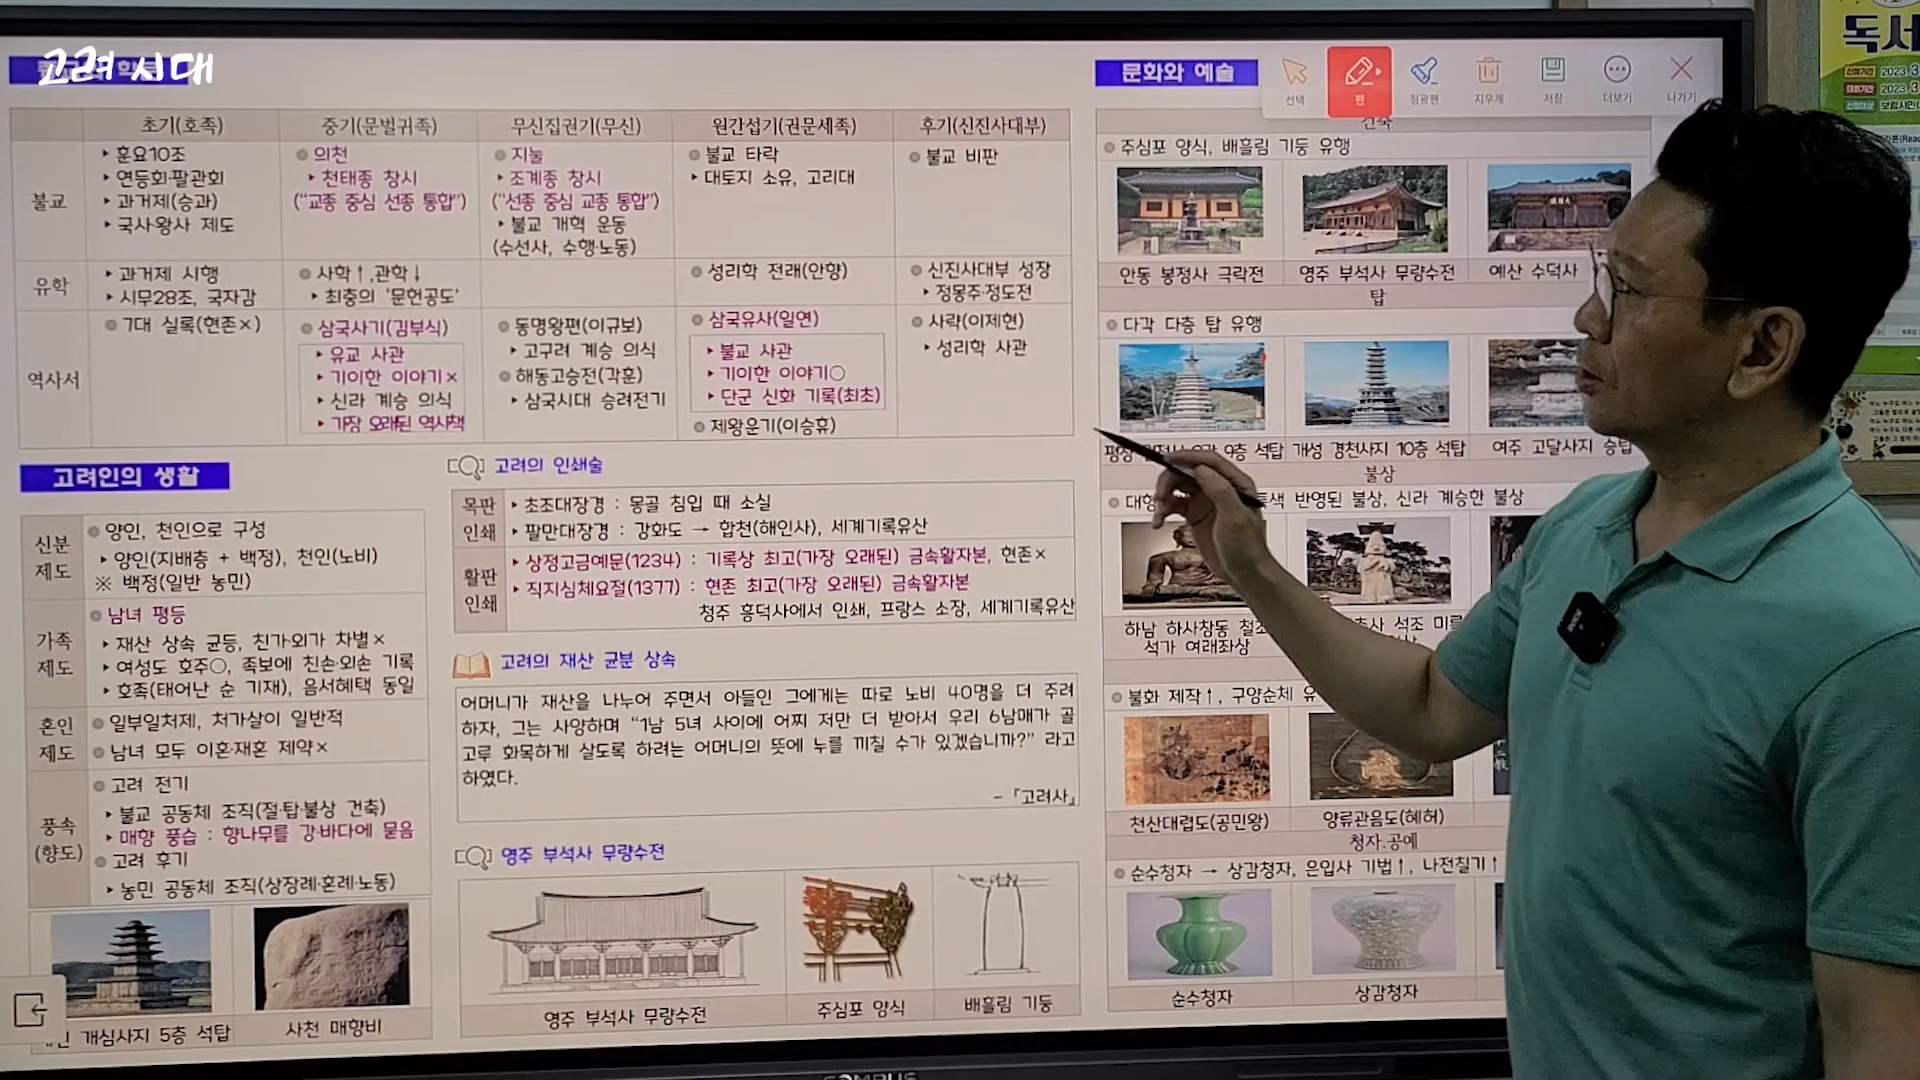 고려 시대
초기(호족)
중기(문벌귀족)
무신집권기(무신)
원간섭기(권문세족)
후기(신진사대부)
불교
‣ 훈요10조
‣ 연등회·팔관회
‣ 과거제(승과)
‣ 국사·왕사 제도
의천
‣ 천태종 창시
("교종 중심 선종 통합")
지눌
‣ 조계종 창시
("선종 중심 교종 통합")
‣ 불교 개혁 운동
(수선사, 수행·노동)
불교 타락
‣ 대토지 소유, 고리대
불교 비판
유학
‣ 과거제 시행
‣ 시무28조, 국자감
사학↑,관학↓
‣ 최충의 '문헌공도'
성리학 전래(안향)
신진사대부 성장
‣ 정몽주·정도전
역사서
7대 실록(현존×)
삼국사기(김부식)
‣ 유교 사관
‣ 기이한 이야기×
‣ 신라 계승 의식
‣ 가장 오래된 역사책
동명왕편(이규보)
‣ 고구려 계승 의식
해동고승전(각훈)
‣ 삼국시대 승려전기
삼국유사(일연)
‣ 불교 사관
‣ 기이한 이야기○
‣ 단군 신화 기록(최초)
제왕운기(이승휴)
사략(이제현)
‣ 성리학 사관
고려인의 생활
신분
제도
양인, 천인으로 구성
‣ 양인(지배층 + 백정), 천인(노비)
※ 백정(일반 농민)
가족
제도
남녀 평등
‣ 재산 상속 균등, 친가·외가 차별×
‣ 여성도 호주○, 족보에 친손·외손 기록
‣ 호족(태어난 순 기재), 음서혜택 동일
혼인
제도
일부일처제, 처가살이 일반적
남녀 모두 이혼·재혼 제약×
풍속
(향도)
고려 전기
‣ 불교 공동체 조직(절·탑·불상 건축)
‣ 매향 풍습 : 향나무를 강·바다에 묻음
고려 후기
‣ 농민 공동체 조직(상장례·혼례·노동)
개심사지 5층 석탑
사천 매향비
고려의 인쇄술
목판
인쇄
‣ 초조대장경 : 몽골 침입 때 소실
‣ 팔만대장경 : 강화도 → 합천(해인사), 세계기록유산
활판
인쇄
‣ 상정고금예문(1234) : 기록상 최고(가장 오래된) 금속활자본, 현존×
‣ 직지심체요절(1377) : 현존 최고(가장 오래된) 금속활자본
청주 흥덕사에서 인쇄, 프랑스 소장, 세계기록유산
고려의 재산 균분 상속
어머니가 재산을 나누어 주면서 아들인 그에게는 따로 노비 40명을 더 주려
하자, 그는 사양하며 "1남 5녀 사이에 어찌 저만 더 받아서 우리 6남매가 골
고루 화목하게 살도록 하려는 어머니의 뜻에 누를 끼칠 수가 있겠습니까?" 라고
하였다.
-「고려사」
영주 부석사 무량수전
영주 부석사 무량수전
주심포 양식
배흘림 기둥
문화와 예술
선택
펜
형광펜
지우개
저장
더보기
나가기
건축
주심포 양식, 배흘림 기둥 유행
안동 봉정사 극락전
영주 부석사 무량수전
예산 수덕사
탑
다각 다층 탑 유행
9층 석탑
개성 경천사지 10층 석탑
여주 고달사지 승탑
불상
반영된 불상, 신라 계승한 불상
하남 하사창동 철조
석가 여래좌상
석조 미륵
불화 제작↑, 구양순체
천산대렵도(공민왕)
양류관음도(혜허)
청자.공예
순수청자 → 상감청자, 은입사 기법↑, 나전칠기↑
순수청자
상감청자
독서
신청기간 2023.3
대회기간 2023.3
신청대상